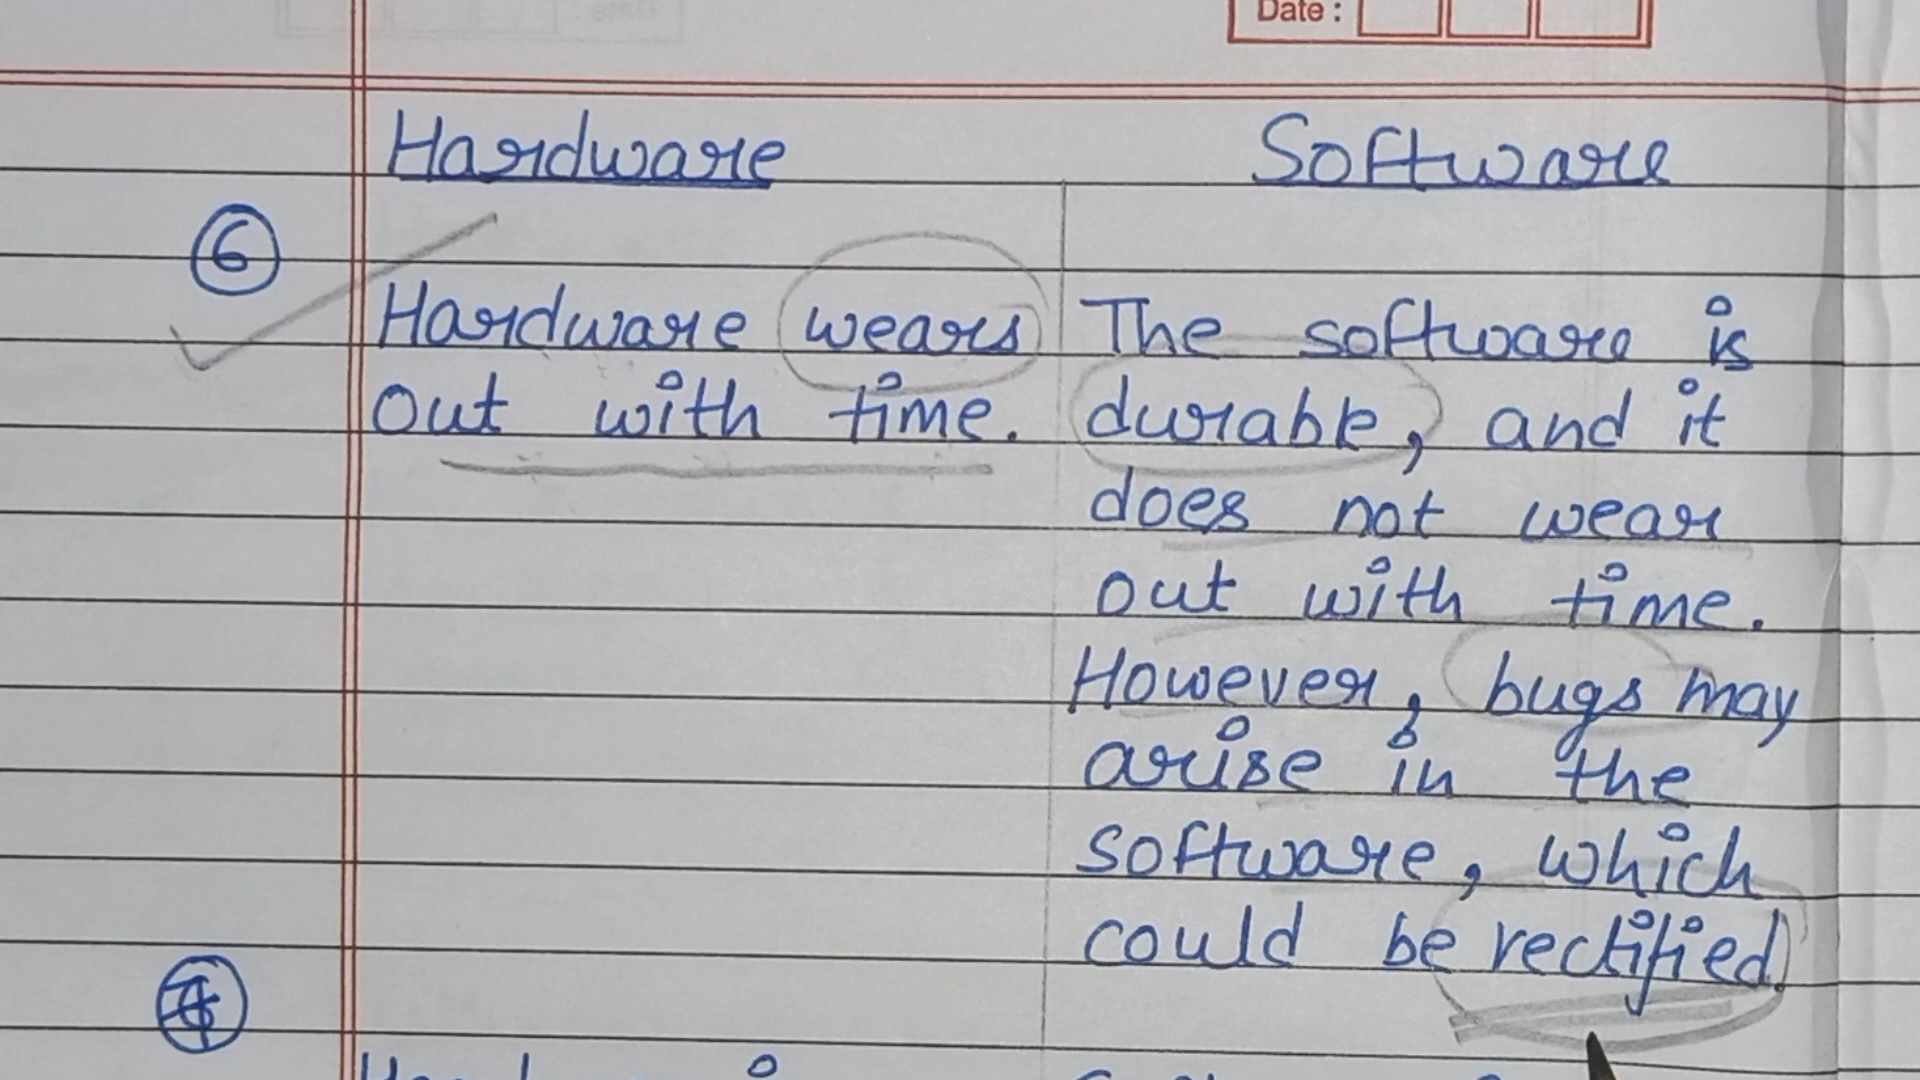 Date :
Hardware Software
6
Hardware wears
out with time.
The software is
durable, and it
does not wear
out with time.
However, bugs may
arise in the
software, which
could be rectified.